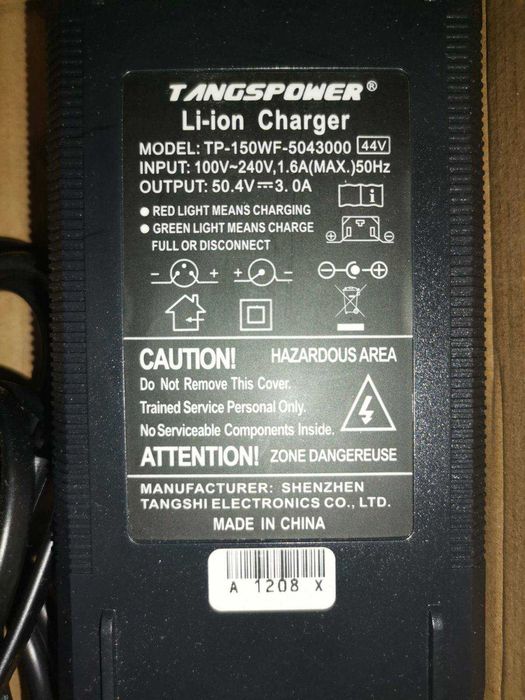 TANGSPOWER®
Li-ion Charger
MODEL: TP-150WF-5043000 44V
INPUT: 100V~240V,1.6A(MAX.)50Hz
OUTPUT: 50.4V⎓3.0A
● RED LIGHT MEANS CHARGING
● GREEN LIGHT MEANS CHARGE
FULL OR DISCONNECT
CAUTION! HAZARDOUS AREA
Do Not Remove This Cover.
Trained Service Personal Only.
No Serviceable Components Inside.
ATTENTION! ZONE DANGEREUSE
MANUFACTURER: SHENZHEN
TANGSHI ELECTRONICS CO., LTD.
MADE IN CHINA
A 1208 X